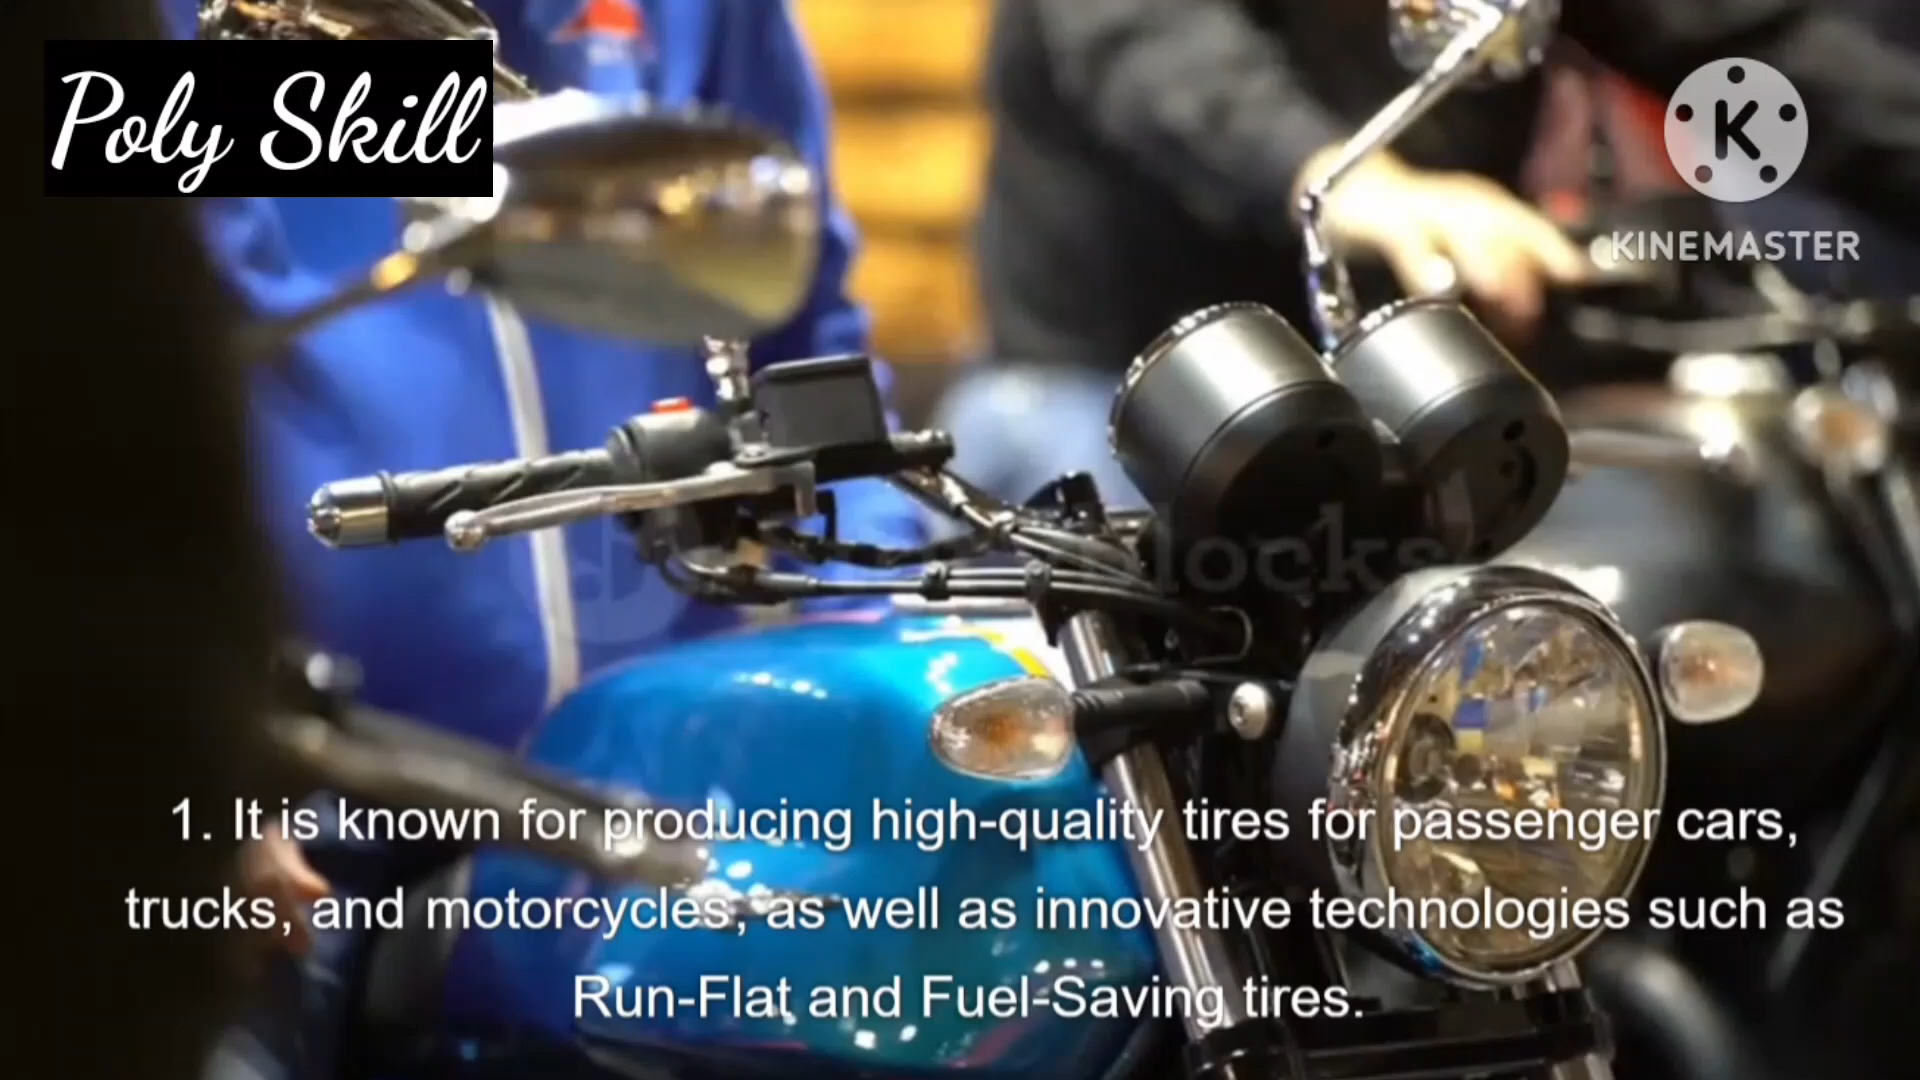 Poly Skill
K
KINEMASTER
locks
1. It is known for producing high-quality tires for passenger cars,
trucks, and motorcycles, as well as innovative technologies such as
Run-Flat and Fuel-Saving tires.